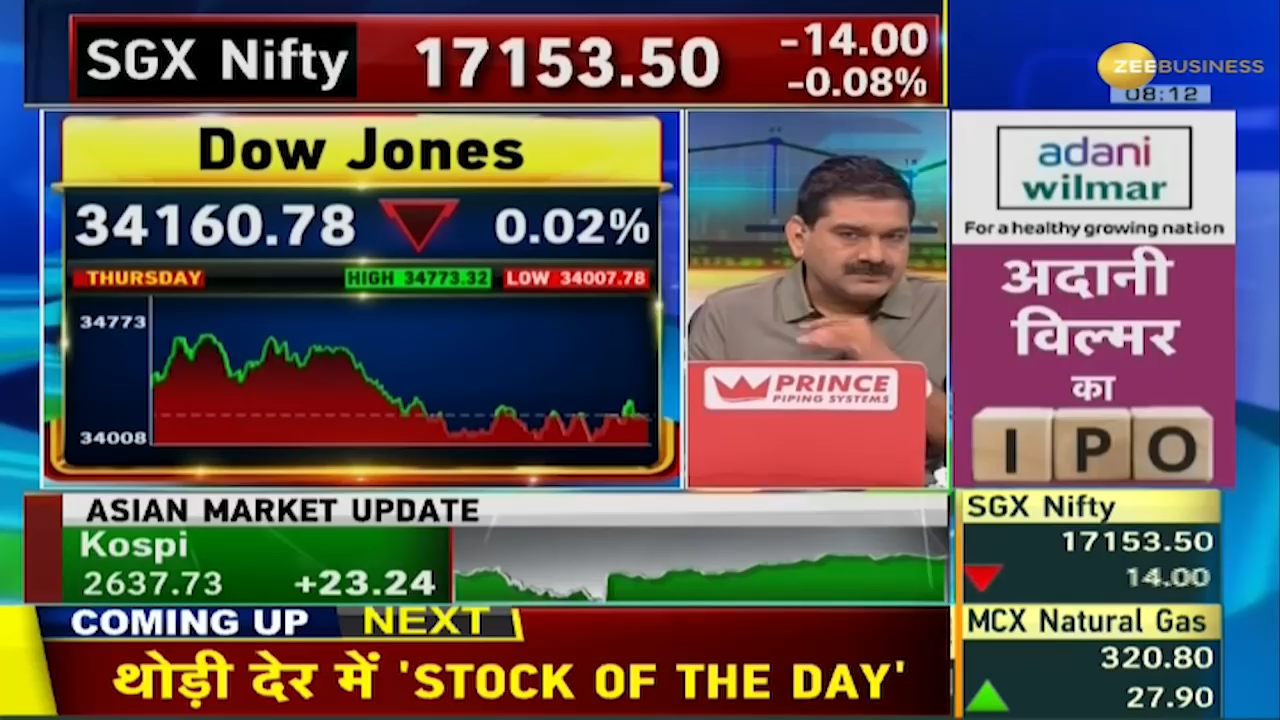 SGX Nifty 17153.50 -14.00
-0.08%
ZEEBUSINESS
08:12
Dow Jones
34160.78 0.02%
THURSDAY HIGH 34773.32 LOW 34007.78
34773
34008
PRINCE
PIPING SYSTEMS
adani
wilmar
For a healthy growing nation
अदानी
विल्मर
का
IPO
ASIAN MARKET UPDATE
Kospi
2637.73 +23.24
SGX Nifty
17153.50
14.00
MCX Natural Gas
320.80
27.90
COMING UP NEXT
थोड़ी देर में 'STOCK OF THE DAY'